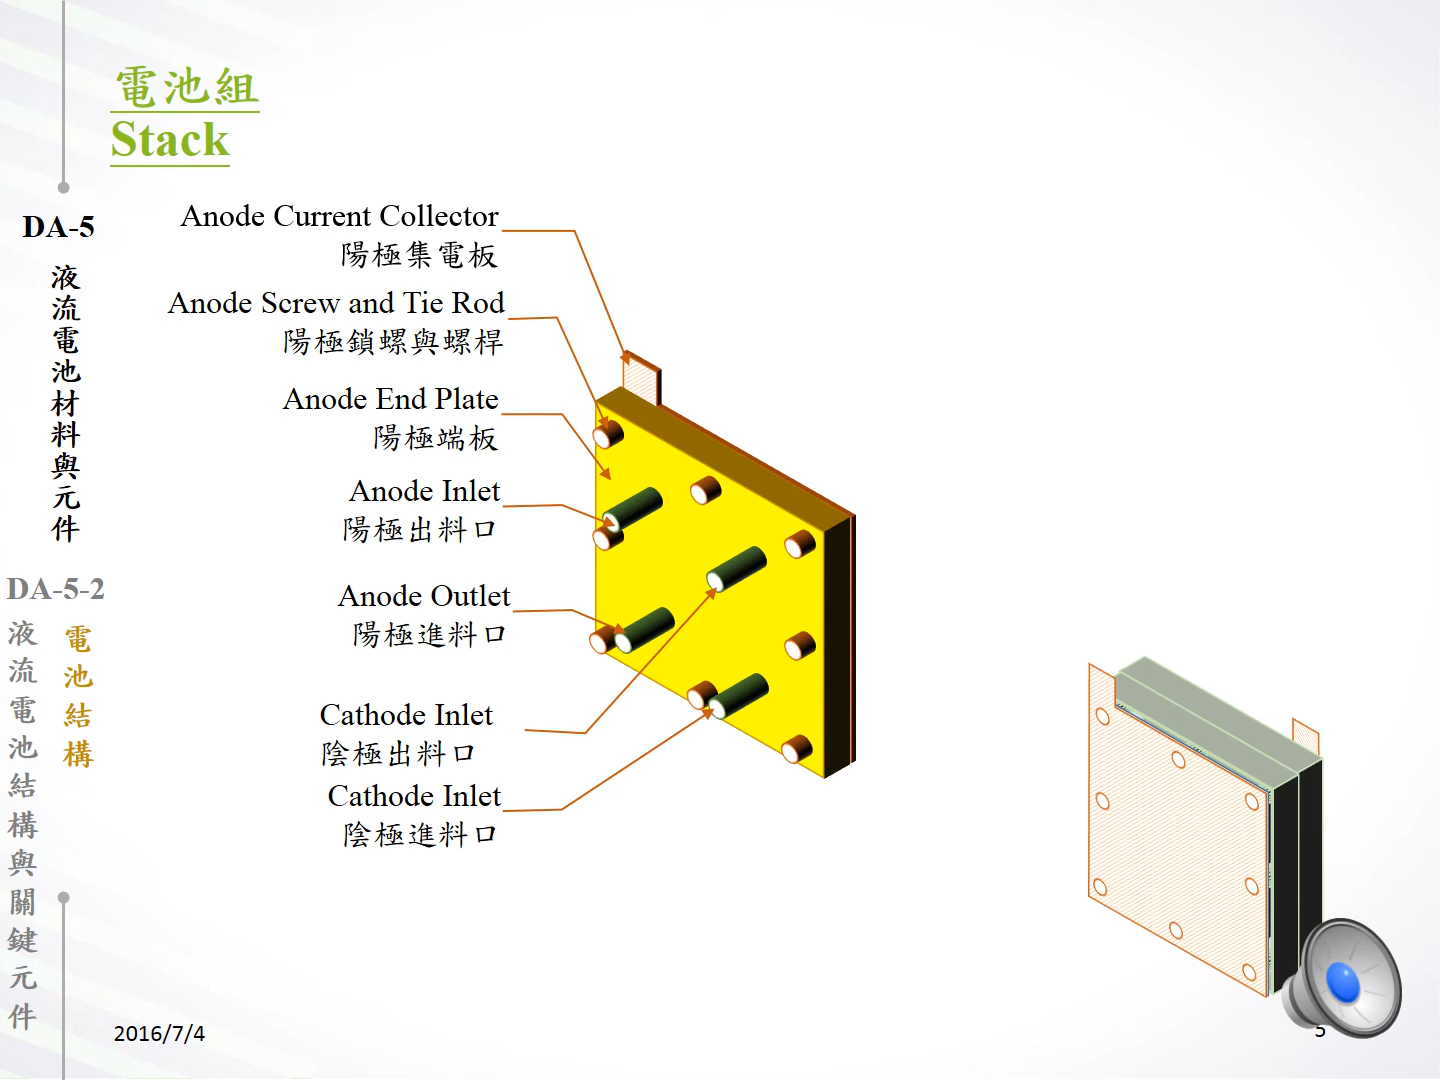 電池組
Stack
DA-5
液流電池材料與元件
DA-5-2
液流電池結構與關鍵元件
電池結構
Anode Current Collector
陽極集電板
Anode Screw and Tie Rod
陽極鎖螺與螺桿
Anode End Plate
陽極端板
Anode Inlet
陽極出料口
Anode Outlet
陽極進料口
Cathode Inlet
陰極出料口
Cathode Inlet
陰極進料口
2016/7/4
5